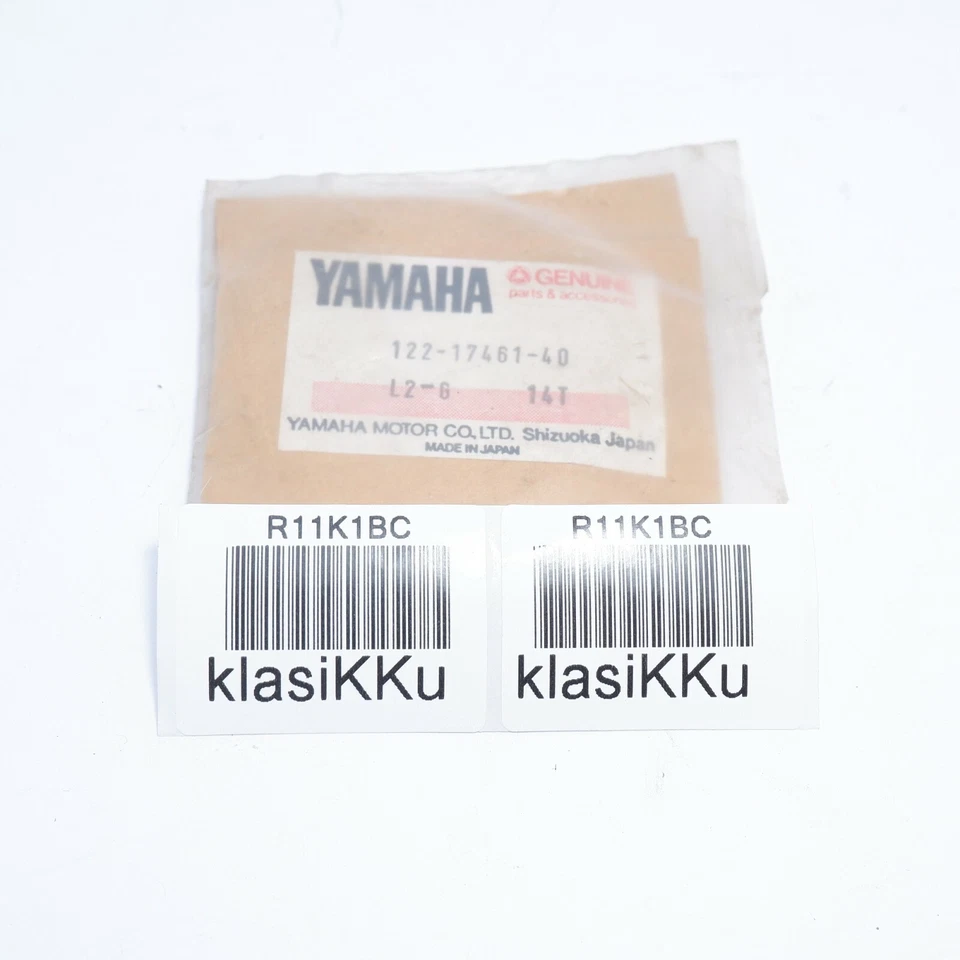 YAMAHA GENUINE
parts & accessories
122-17461-40
L2-G 14T
YAMAHA MOTOR CO., LTD. Shizuoka Japan
MADE IN JAPAN
R11K1BC R11K1BC
klasiKKu klasiKKu